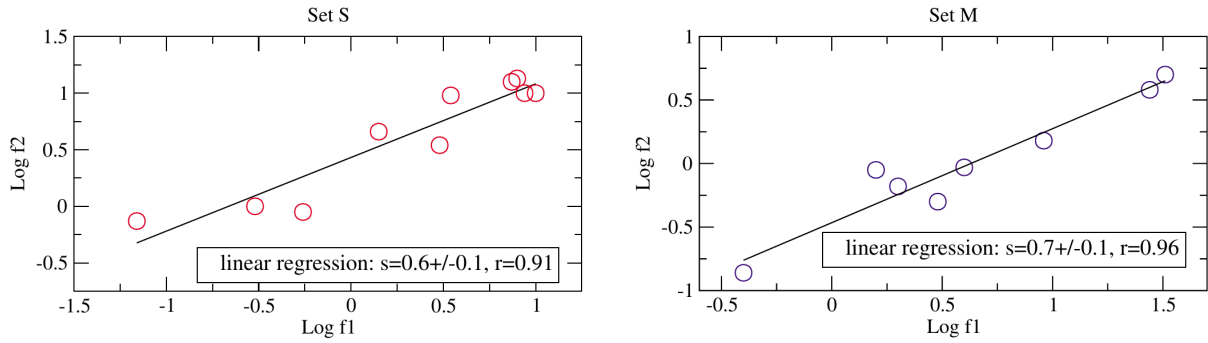 Set S
1.5
1
0.5
0
-0.5
Log f2
-1.5 -1 -0.5 0 0.5 1
Log f1
linear regression: s=0.6+/-0.1, r=0.91
Set M
1
0.5
0
-0.5
-1
Log f2
-0.5 0 0.5 1 1.5
Log f1
linear regression: s=0.7+/-0.1, r=0.96